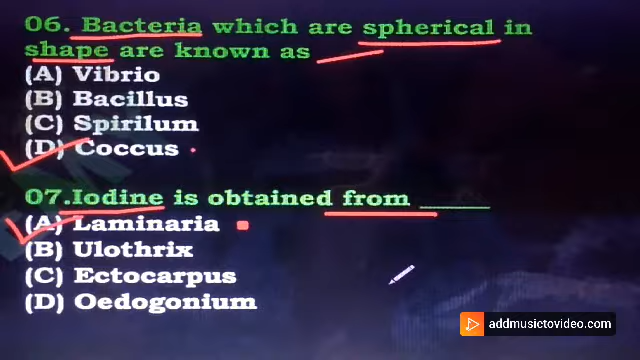 06. Bacteria which are spherical in
shape are known as
(A) Vibrio
(B) Bacillus
(C) Spirilum
(D) Coccus
07.Iodine is obtained from _____
(A) Laminaria
(B) Ulothrix
(C) Ectocarpus
(D) Oedogonium
addmusictovideo.com